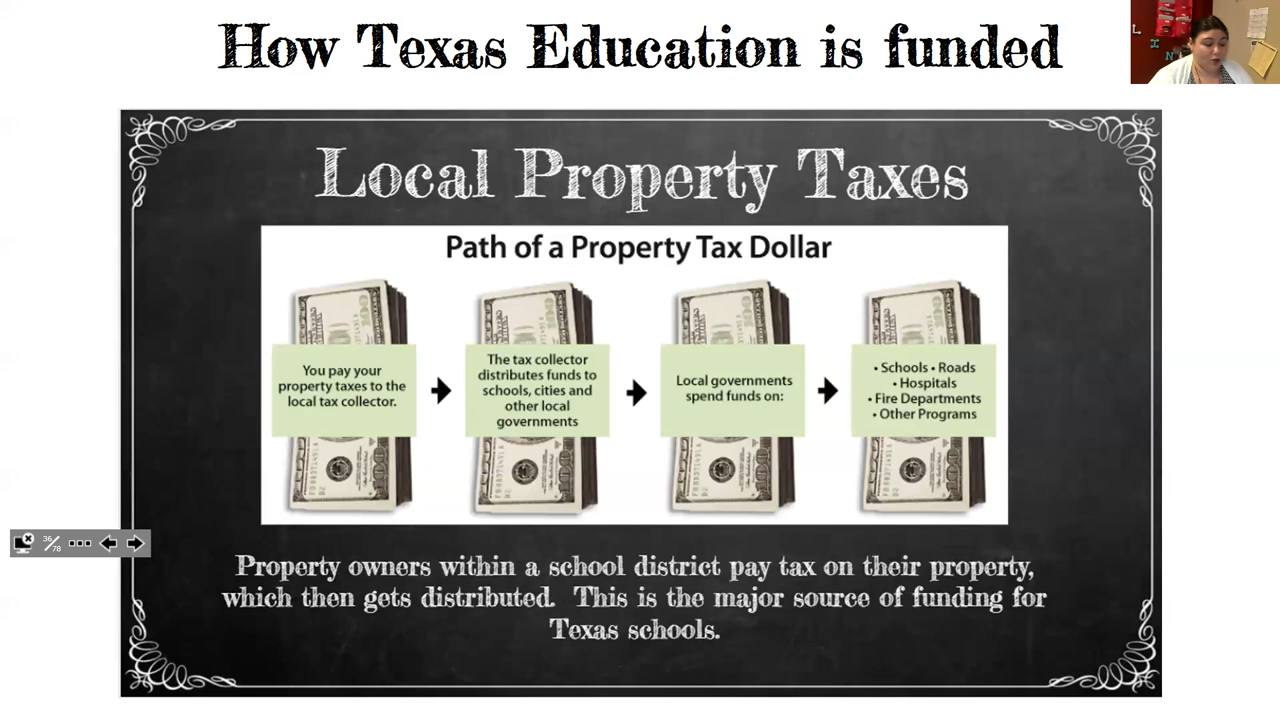 How Texas Education is funded
Local Property Taxes
Path of a Property Tax Dollar
You pay your
property taxes to the
local tax collector.
The tax collector
distributes funds to
schools, cities and
other local
governments
Local governments
spend funds on:
• Schools • Roads
• Hospitals
• Fire Departments
• Other Programs
36/78
Property owners within a school district pay tax on their property,
which then gets distributed. This is the major source of funding for
Texas schools.